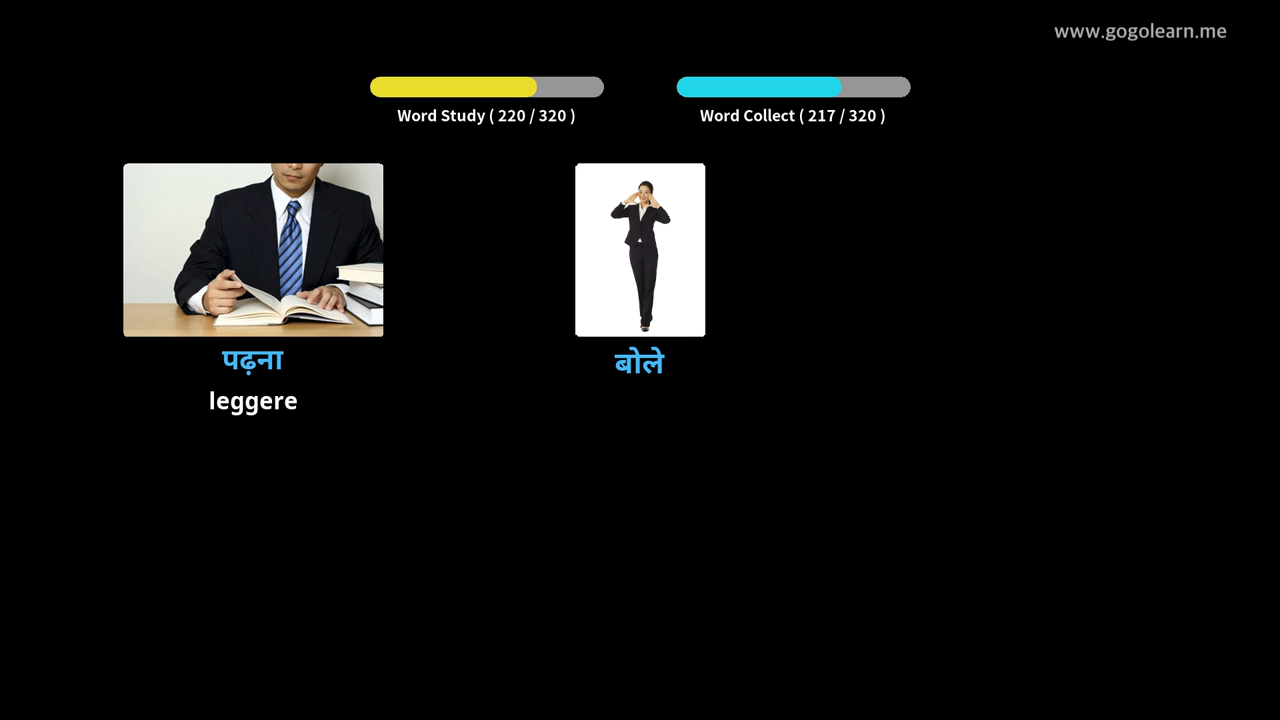 www.gogolearn.me
Word Study ( 220 / 320 )
Word Collect ( 217 / 320 )
पढ़ना
leggere
बोले